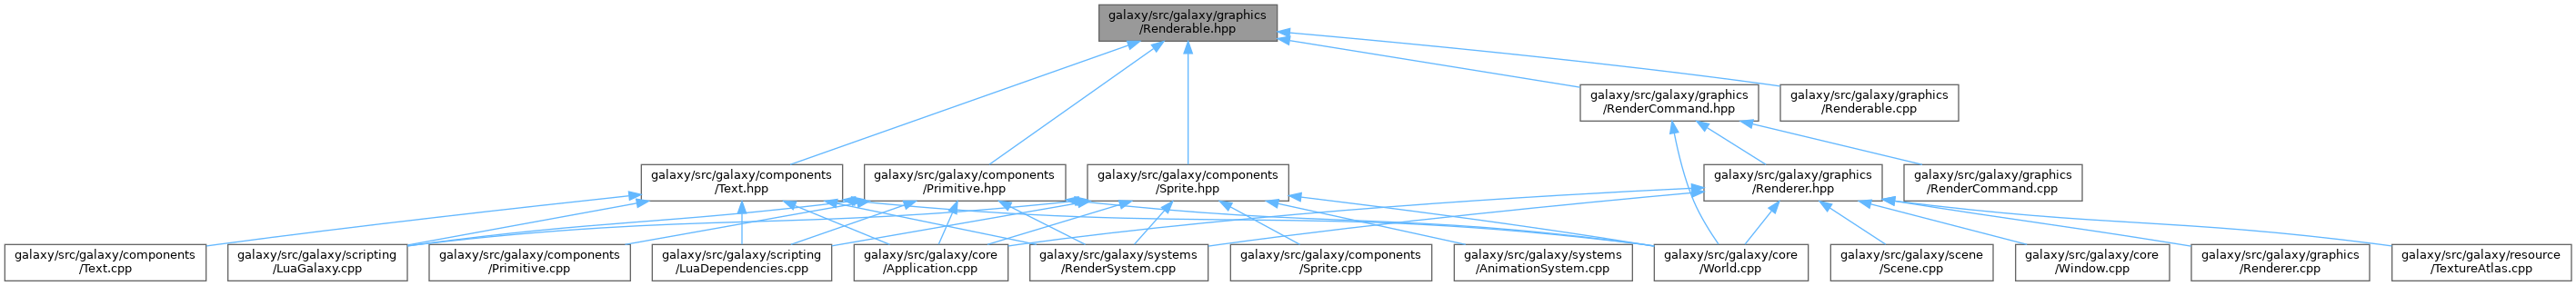 galaxy/src/galaxy/graphics
/Renderable.hpp
galaxy/src/galaxy/graphics
/RenderCommand.hpp
galaxy/src/galaxy/graphics
/Renderable.cpp
galaxy/src/galaxy/components
/Text.hpp
galaxy/src/galaxy/components
/Primitive.hpp
galaxy/src/galaxy/components
/Sprite.hpp
galaxy/src/galaxy/graphics
/Renderer.hpp
galaxy/src/galaxy/graphics
/RenderCommand.cpp
galaxy/src/galaxy/components
/Text.cpp
galaxy/src/galaxy/scripting
/LuaGalaxy.cpp
galaxy/src/galaxy/components
/Primitive.cpp
galaxy/src/galaxy/scripting
/LuaDependencies.cpp
galaxy/src/galaxy/core
/Application.cpp
galaxy/src/galaxy/systems
/RenderSystem.cpp
galaxy/src/galaxy/components
/Sprite.cpp
galaxy/src/galaxy/systems
/AnimationSystem.cpp
galaxy/src/galaxy/core
/World.cpp
galaxy/src/galaxy/scene
/Scene.cpp
galaxy/src/galaxy/core
/Window.cpp
galaxy/src/galaxy/graphics
/Renderer.cpp
galaxy/src/galaxy/resource
/TextureAtlas.cpp